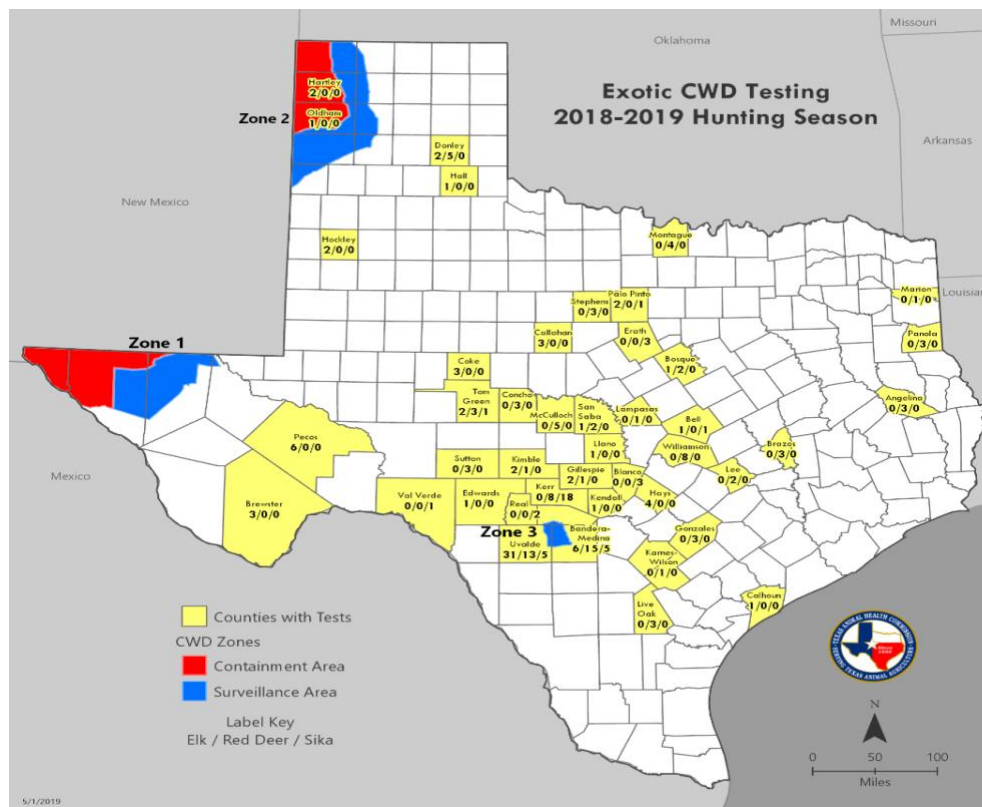 Missouri
Oklahoma
Exotic CWD Testing
2018-2019 Hunting Season
Arkansas
Hartley
2/0/0
Zone 2
Oldham
1/0/0
Donley
2/5/0
Hall
1/0/0
New Mexico
Hockley
2/0/0
Montague
0/4/0
Marion
0/1/0
Louisian
Stephens
0/3/0
Palo Pinto
2/0/1
Callahan
3/0/0
Erath
0/0/3
Panola
0/3/0
Zone 1
Bosque
1/2/0
Coke
3/0/0
Tom
Green
2/3/1
Concho
0/3/0
McCulloch
0/5/0
San
Saba
1/2/0
Lampasas
0/1/0
Bell
1/0/1
Angelina
0/3/0
Pecos
6/0/0
Llano
1/0/0
Williamson
0/8/0
Brazos
0/3/0
Mexico
Sutton
0/3/0
Kimble
2/1/0
Gillespie
2/1/0
Blanco
0/0/3
Lee
0/2/0
Brewster
3/0/0
Val Verde
0/0/1
Edwards
1/0/0
Kerr
0/8/18
Real
0/0/2
Kendall
1/0/0
Hays
4/0/0
Zone 3
Uvalde
31/13/5
Bandera-
Medina
6/15/5
Gonzales
0/3/0
Karnes-
Wilson
0/1/0
Live
Oak
0/3/0
Calhoun
1/0/0
Counties with Tests
CWD Zones
Containment Area
Surveillance Area
Label Key
Elk / Red Deer / Sika
TEXAS ANIMAL HEALTH COMMISSION
SERVING TEXAS ANIMAL AGRICULTURE
N
0 50 100
Miles
5/1/2019